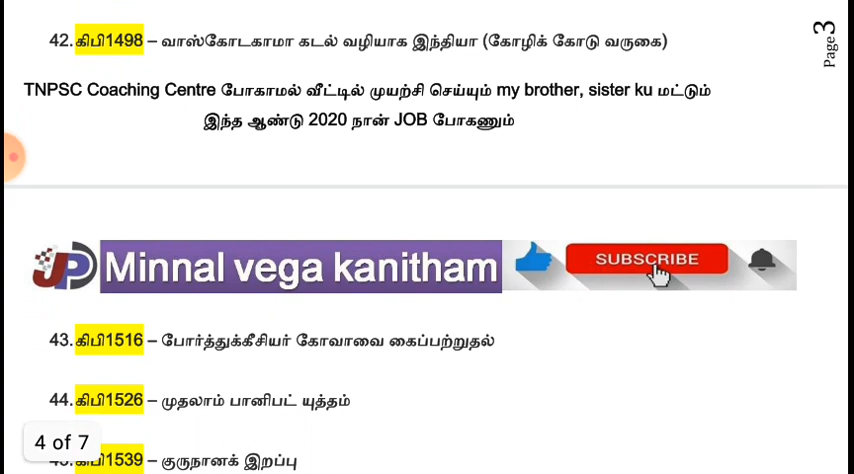 42. கிபி1498 – வாஸ்கோடகாமா கடல் வழியாக இந்தியா (கோழிக் கோடு வருகை)
Page3
TNPSC Coaching Centre போகாமல் வீட்டில் முயற்சி செய்யும் my brother, sister ku மட்டும்
இந்த ஆண்டு 2020 நான் JOB போகணும்
JP Minnal vega kanitham SUBSCRIBE
43. கிபி1516 – போர்த்துக்கீசியர் கோவாவை கைப்பற்றுதல்
44. கிபி1526 – முதலாம் பானிபட் யுத்தம்
4 of 7
கிபி1539 – குருநானக் இறப்பு